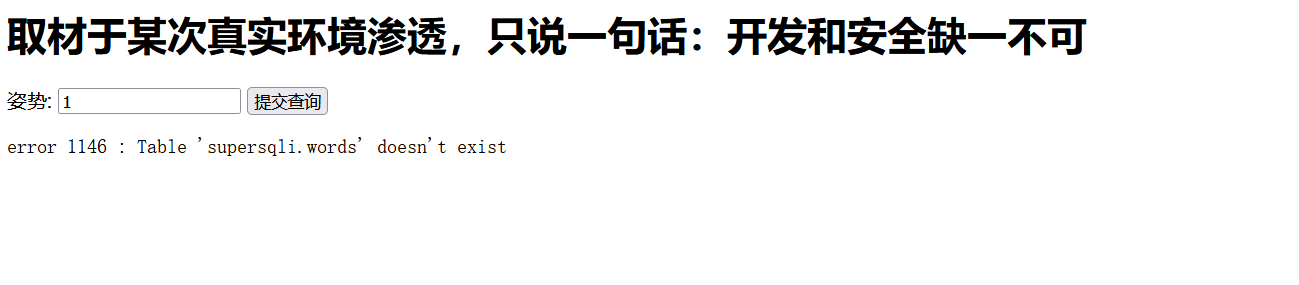 取材于某次真实环境渗透，只说一句话：开发和安全缺一不可
姿势: 1 提交查询
error 1146 : Table 'supersqli.words' doesn't exist